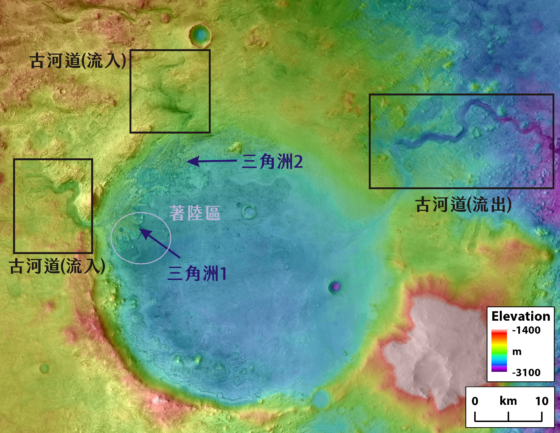 古河道(流入)
三角洲2
古河道(流出)
著陸區
三角洲1
古河道(流入)
Elevation
-1400
m
-3100
0 km 10